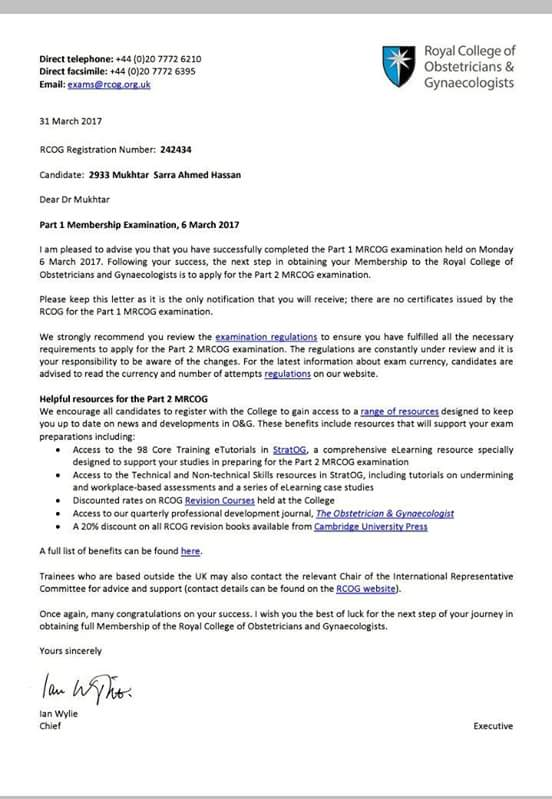 Direct telephone: +44 (0)20 7772 6210
Direct facsimile: +44 (0)20 7772 6395
Email: exams@rcog.org.uk
Royal College of
Obstetricians &
Gynaecologists
31 March 2017
RCOG Registration Number: 242434
Candidate: 2933 Mukhtar Sarra Ahmed Hassan
Dear Dr Mukhtar
Part 1 Membership Examination, 6 March 2017
I am pleased to advise you that you have successfully completed the Part 1 MRCOG examination held on Monday
6 March 2017. Following your success, the next step in obtaining your Membership to the Royal College of
Obstetricians and Gynaecologists is to apply for the Part 2 MRCOG examination.
Please keep this letter as it is the only notification that you will receive; there are no certificates issued by the
RCOG for the Part 1 MRCOG examination.
We strongly recommend you review the examination regulations to ensure you have fulfilled all the necessary
requirements to apply for the Part 2 MRCOG examination. The regulations are constantly under review and it is
your responsibility to be aware of the changes. For the latest information about exam currency, candidates are
advised to read the currency and number of attempts regulations on our website.
Helpful resources for the Part 2 MRCOG
We encourage all candidates to register with the College to gain access to a range of resources designed to keep
you up to date on news and developments in O&G. These benefits include resources that will support your exam
preparations including:
• Access to the 98 Core Training eTutorials in StratOG, a comprehensive eLearning resource specially
designed to support your studies in preparing for the Part 2 MRCOG examination
• Access to the Technical and Non-technical Skills resources in StratOG, including tutorials on undermining
and workplace-based assessments and a series of eLearning case studies
• Discounted rates on RCOG Revision Courses held at the College
• Access to our quarterly professional development journal, The Obstetrician & Gynaecologist
• A 20% discount on all RCOG revision books available from Cambridge University Press
A full list of benefits can be found here.
Trainees who are based outside the UK may also contact the relevant Chair of the International Representative
Committee for advice and support (contact details can be found on the RCOG website).
Once again, many congratulations on your success. I wish you the best of luck for the next step of your journey in
obtaining full Membership of the Royal College of Obstetricians and Gynaecologists.
Yours sincerely
Ian Wylie
Ian Wylie
Chief Executive